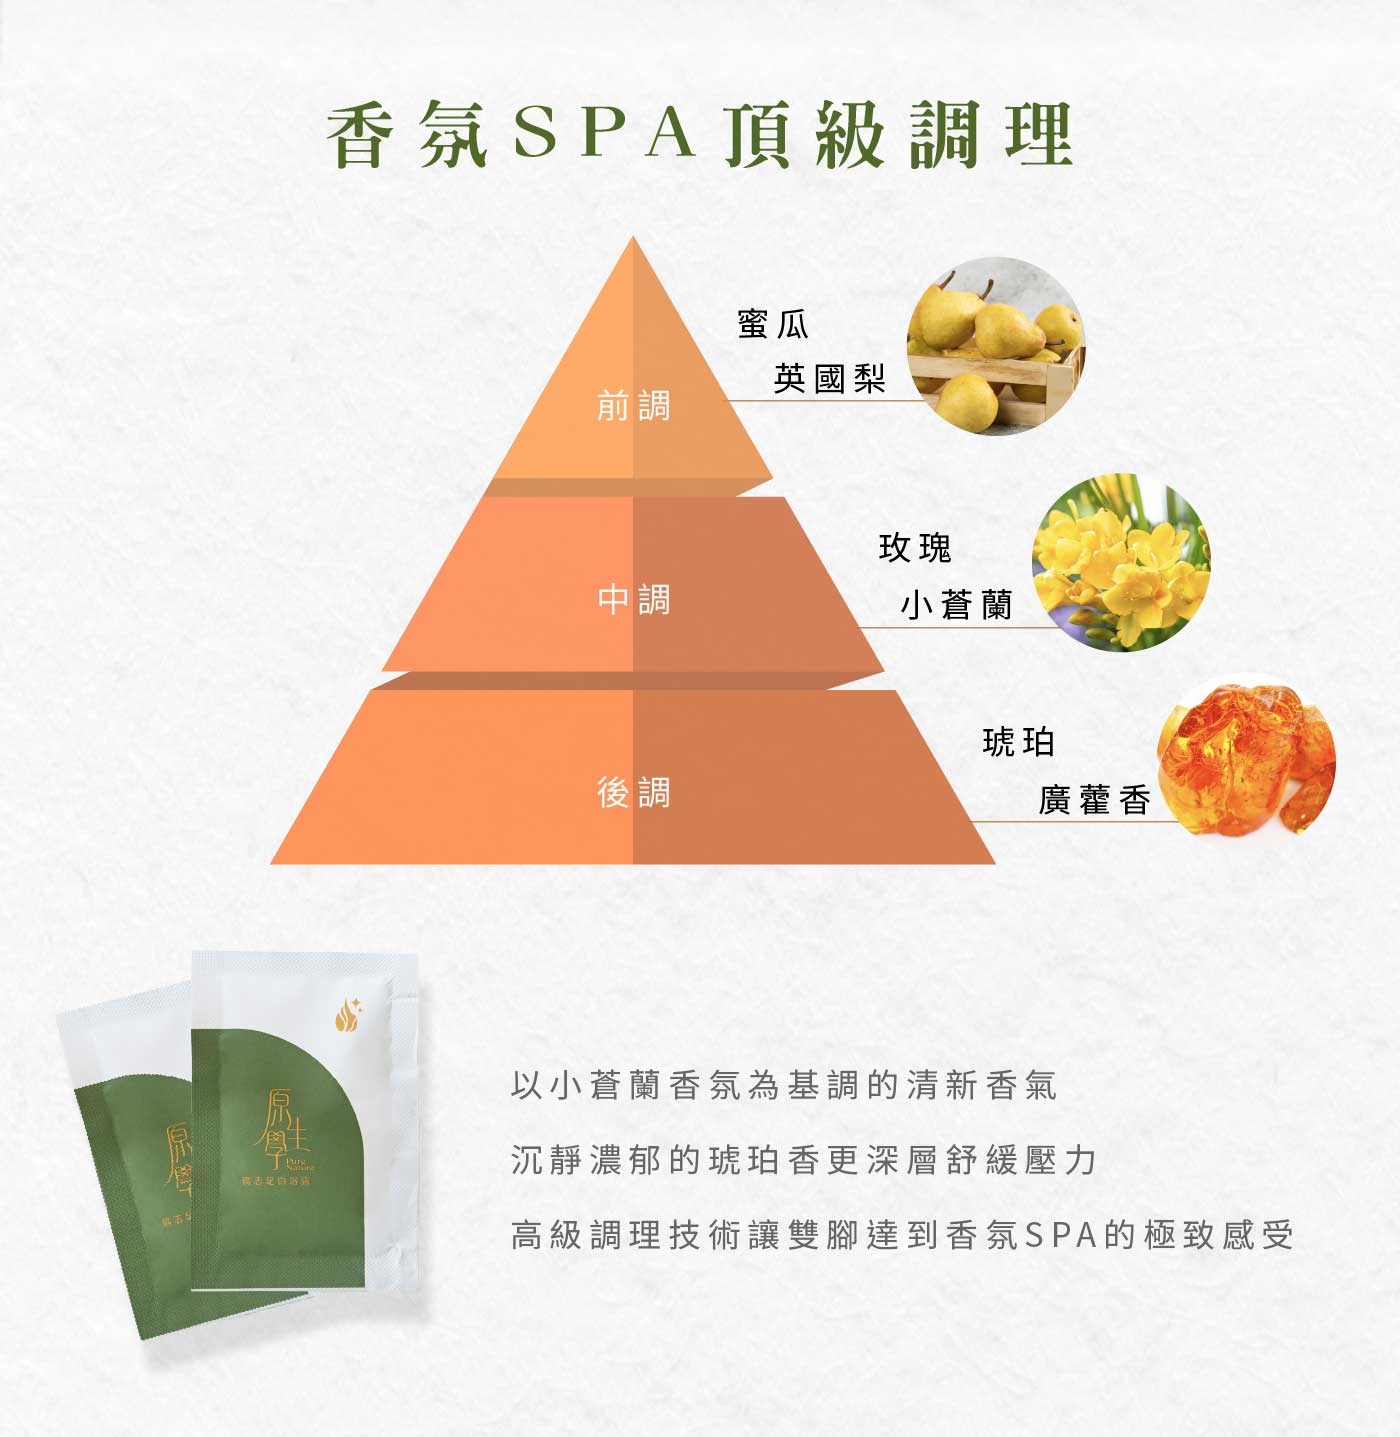 香氛SPA頂級調理
蜜瓜
英國梨
前調
玫瑰
小蒼蘭
中調
琥珀
廣藿香
後調
原生學
Pure
Nature
以小蒼蘭香氛為基調的清新香氣
沉靜濃郁的琥珀香更深層舒緩壓力
高級調理技術讓雙腳達到香氛SPA的極致感受